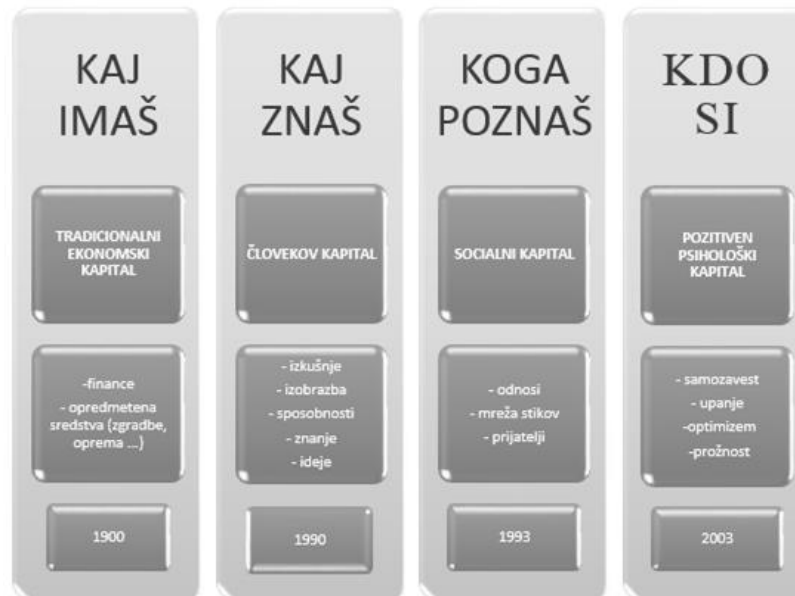 KAJ
IMAŠ
TRADICIONALNI
EKONOMSKI
KAPITAL
-finance
- opredmetena
sredstva (zgradbe,
oprema ...)
1900
KAJ
ZNAŠ
ČLOVEKOV KAPITAL
- izkušnje
- izobrazba
- sposobnosti
- znanje
- ideje
1990
KOGA
POZNAŠ
SOCIALNI KAPITAL
- odnosi
- mreža stikov
- prijatelji
1993
KDO
SI
POZITIVEN
PSIHOLOŠKI
KAPITAL
- samozavest
- upanje
-optimizem
-prožnost
2003